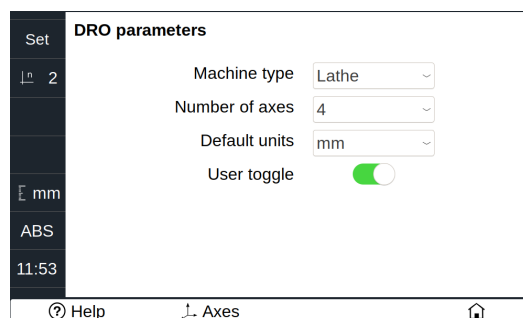 Set
DRO parameters
n 2
Machine type Lathe
Number of axes 4
Default units mm
User toggle
mm
ABS
11:53
? Help
Axes